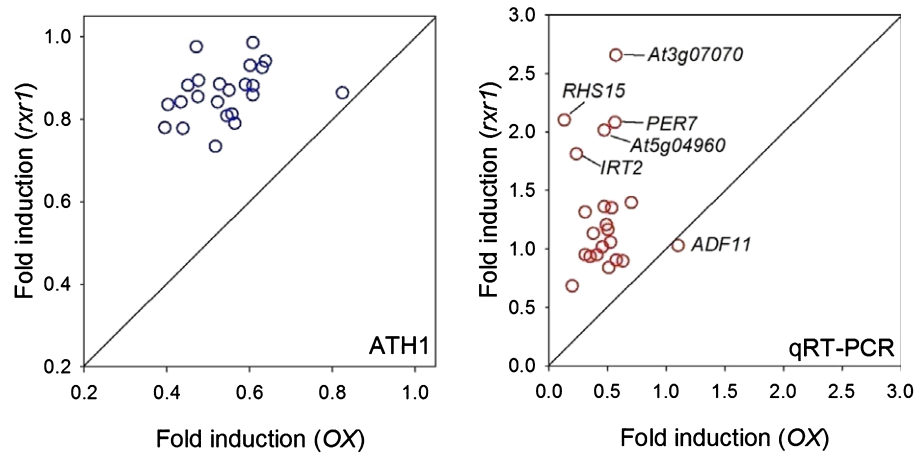 1.0
0.8
0.6
0.4
0.2
0.2 0.4 0.6 0.8 1.0
Fold induction (rxr1)
Fold induction (OX)
ATH1
3.0
2.5
2.0
1.5
1.0
0.5
0.0
0.0 0.5 1.0 1.5 2.0 2.5 3.0
Fold induction (rxr1)
Fold induction (OX)
At3g07070
RHS15
PER7
At5g04960
IRT2
ADF11
qRT-PCR